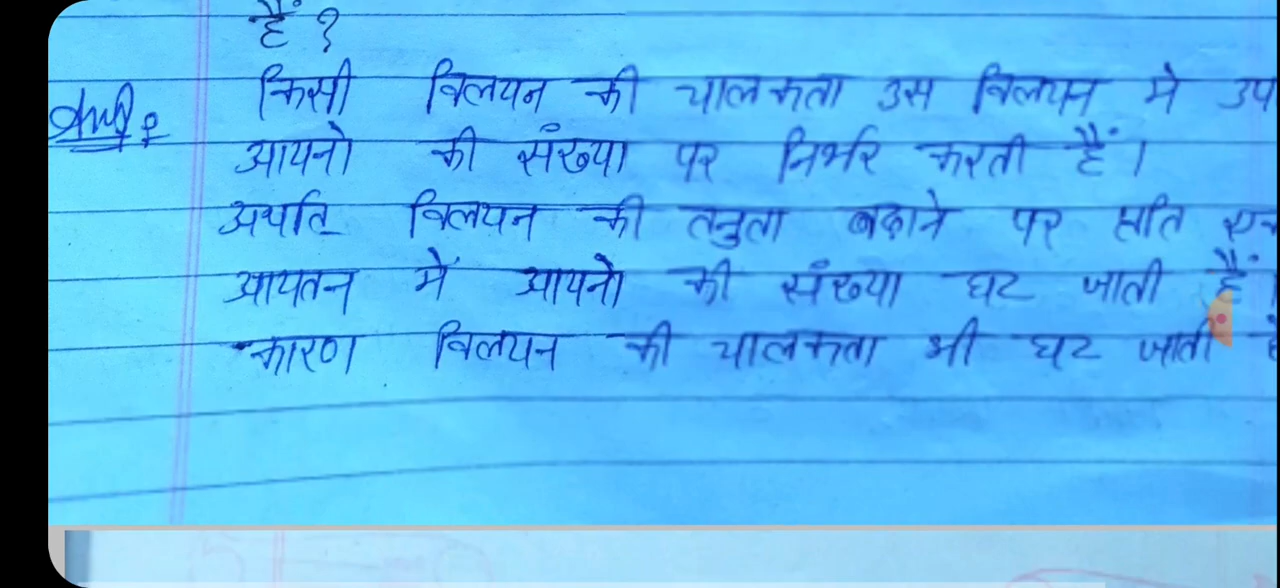 हैं ?
Ans :- किसी विलयन की चालकता उस विलयन मे उप
आयनो की संख्या पर निर्भर करती हैं।
अर्थात विलयन की तनुता बढ़ाने पर प्रति एक
आयतन में आयनो की संख्या घट जाती हैं।
कारण विलयन की चालकता भी घट जाती है